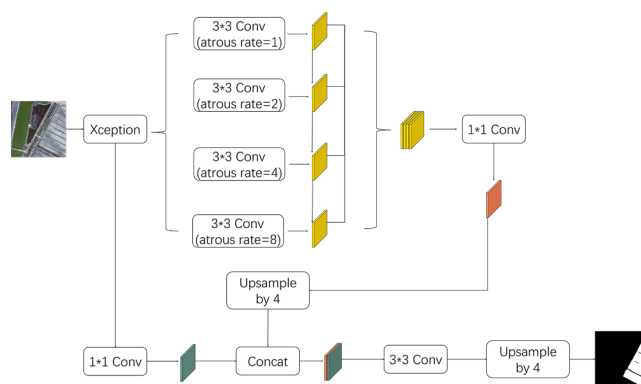 3*3 Conv
(atrous rate=1)
3*3 Conv
(atrous rate=2)
Xception
1*1 Conv
3*3 Conv
(atrous rate=4)
3*3 Conv
(atrous rate=8)
Upsample
by 4
1*1 Conv
Concat
3*3 Conv
Upsample
by 4